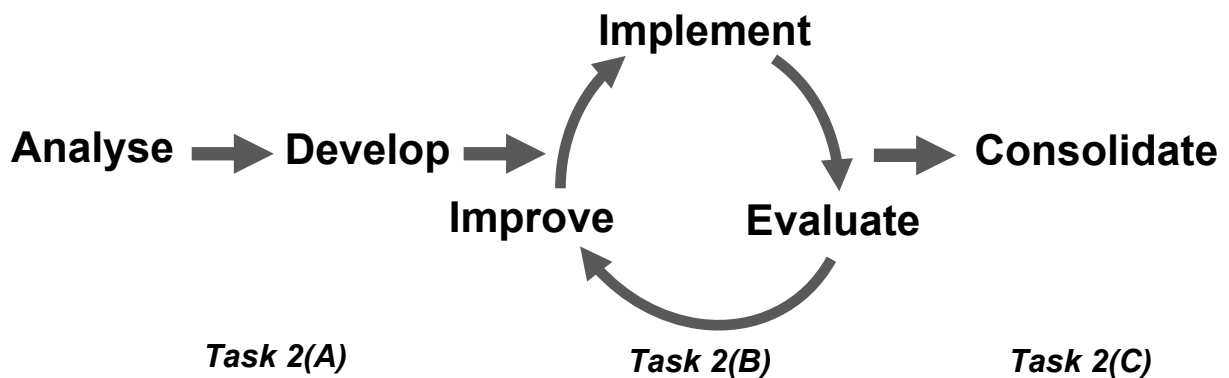 Implement
Analyse
Develop
Consolidate
Improve
Evaluate
Task 2(A)
Task 2(B)
Task 2(C)